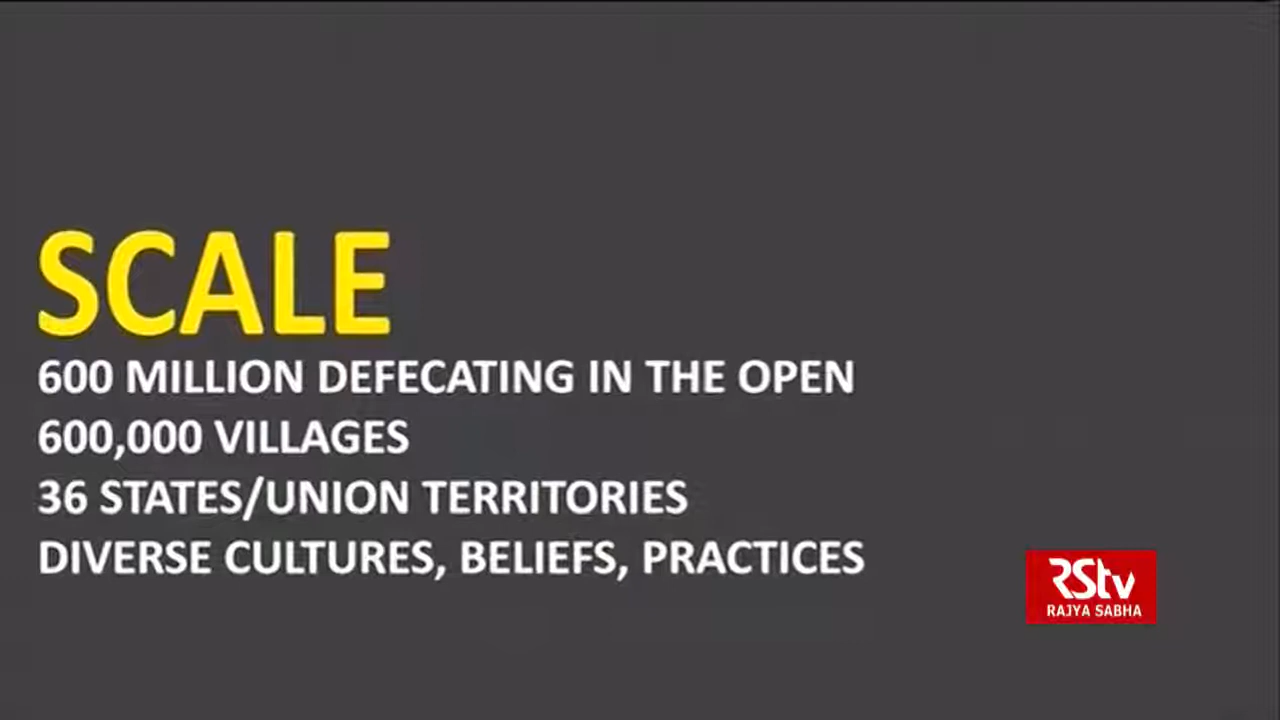 SCALE
600 MILLION DEFECATING IN THE OPEN
600,000 VILLAGES
36 STATES/UNION TERRITORIES
DIVERSE CULTURES, BELIEFS, PRACTICES
RStv
RAJYA SABHA